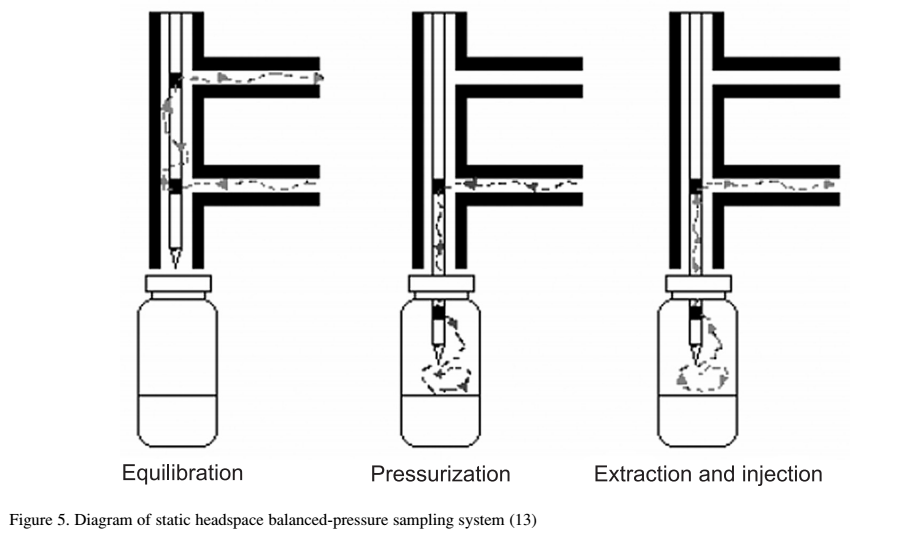 Equilibration
Pressurization
Extraction and injection
Figure 5. Diagram of static headspace balanced-pressure sampling system (13)